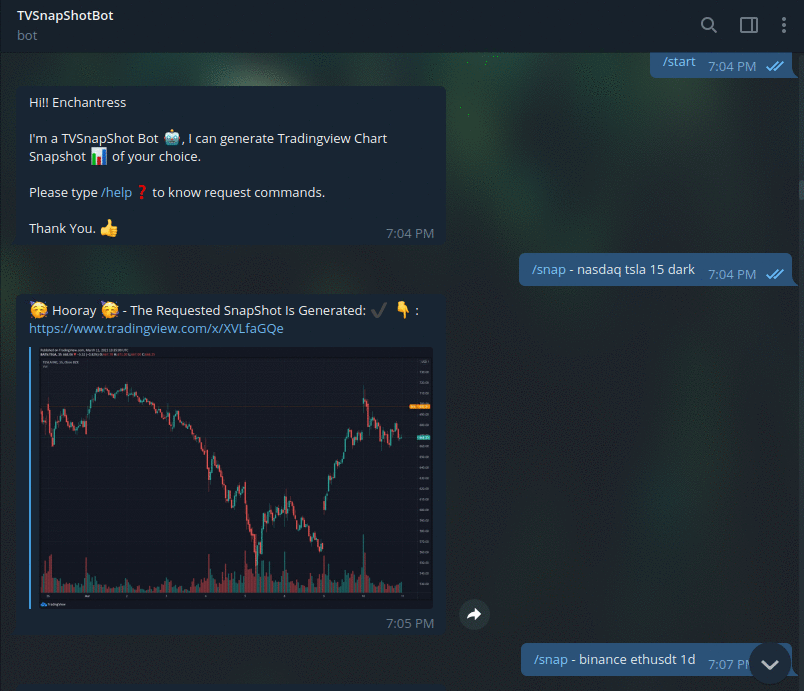 TVSnapShotBot
bot
/start 7:04 PM
Hi!! Enchantress
I'm a TVSnapShot Bot 🤖, I can generate Tradingview Chart
Snapshot 📊 of your choice.
Please type /help ❓ to know request commands.
Thank You. 👍
7:04 PM
/snap - nasdaq tsla 15 dark 7:04 PM
🥳 Hooray 🥳 - The Requested SnapShot Is Generated: ✔ 👇 :
https://www.tradingview.com/x/XVLfaGQe
TradingView
7:05 PM
/snap - binance ethusdt 1d 7:07 PM